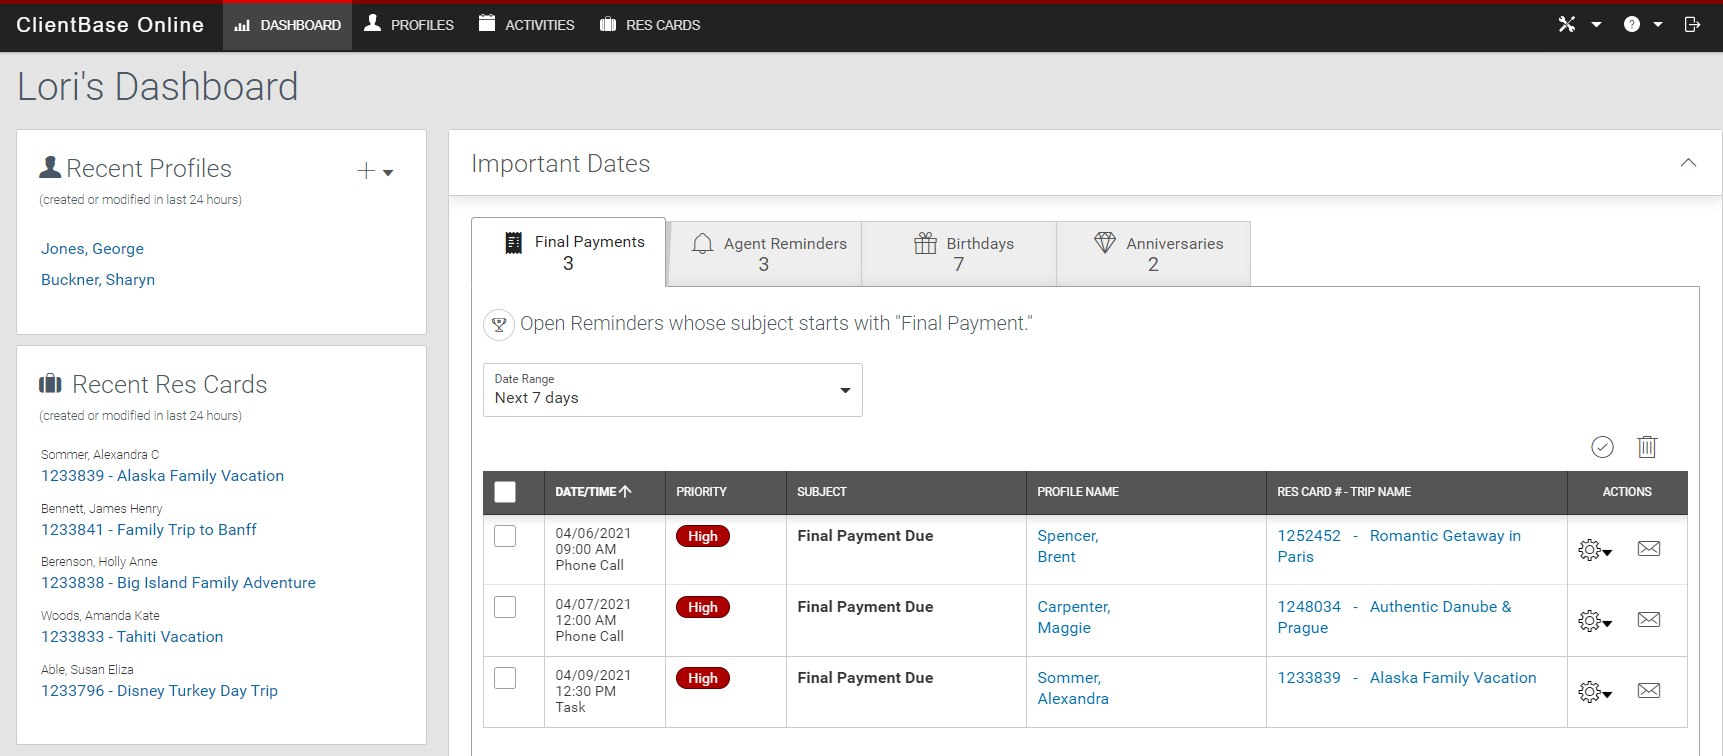 ClientBase Online
DASHBOARD
PROFILES
ACTIVITIES
RES CARDS
?
Lori's Dashboard
Recent Profiles
(created or modified in last 24 hours)
Jones, George
Buckner, Sharyn
Recent Res Cards
(created or modified in last 24 hours)
Sommer, Alexandra C
1233839 - Alaska Family Vacation
Bennett, James Henry
1233841 - Family Trip to Banff
Berenson, Holly Anne
1233838 - Big Island Family Adventure
Woods, Amanda Kate
1233833 - Tahiti Vacation
Able, Susan Eliza
1233796 - Disney Turkey Day Trip
Important Dates
Final Payments
3
Agent Reminders
3
Birthdays
7
Anniversaries
2
Open Reminders whose subject starts with "Final Payment."
Date Range
Next 7 days
DATE/TIME PRIORITY SUBJECT PROFILE NAME RES CARD # - TRIP NAME ACTIONS
04/06/2021
09:00 AM
Phone Call
High
Final Payment Due
Spencer,
Brent
1252452 - Romantic Getaway in
Paris
04/07/2021
12:00 AM
Phone Call
High
Final Payment Due
Carpenter,
Maggie
1248034 - Authentic Danube &
Prague
04/09/2021
12:30 PM
Task
High
Final Payment Due
Sommer,
Alexandra
1233839 - Alaska Family Vacation